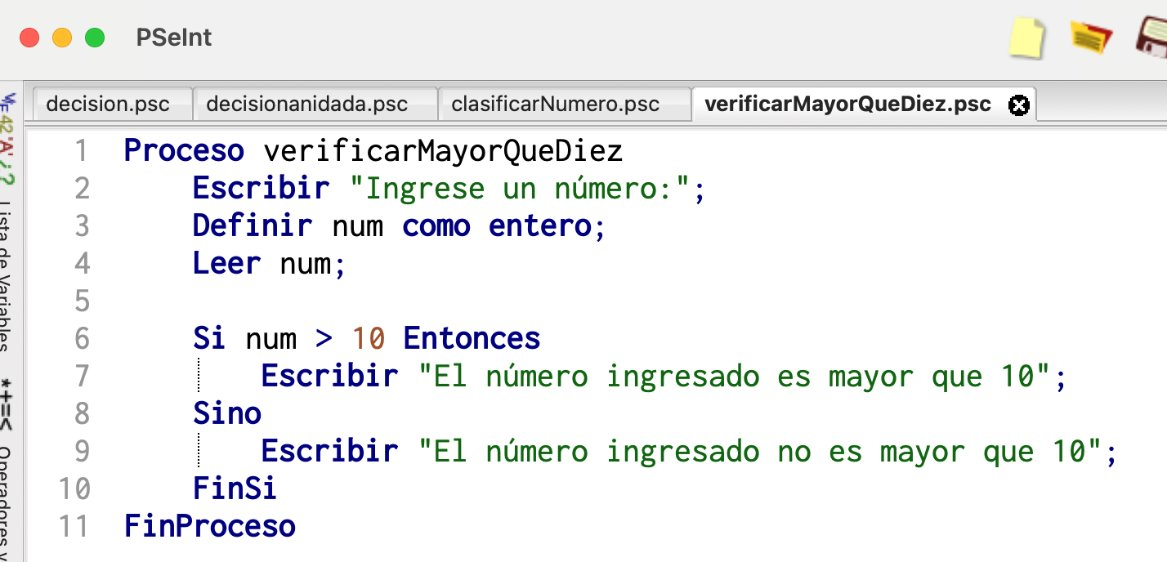 PSeInt
decision.psc decisionanidada.psc clasificarNumero.psc verificarMayorQueDiez.psc
1 Proceso verificarMayorQueDiez
2 Escribir "Ingrese un número:";
3 Definir num como entero;
4 Leer num;
5
6 Si num > 10 Entonces
7 Escribir "El número ingresado es mayor que 10";
8 Sino
9 Escribir "El número ingresado no es mayor que 10";
10 FinSi
11 FinProceso
Lista de Variables
*+=<
Operadores y